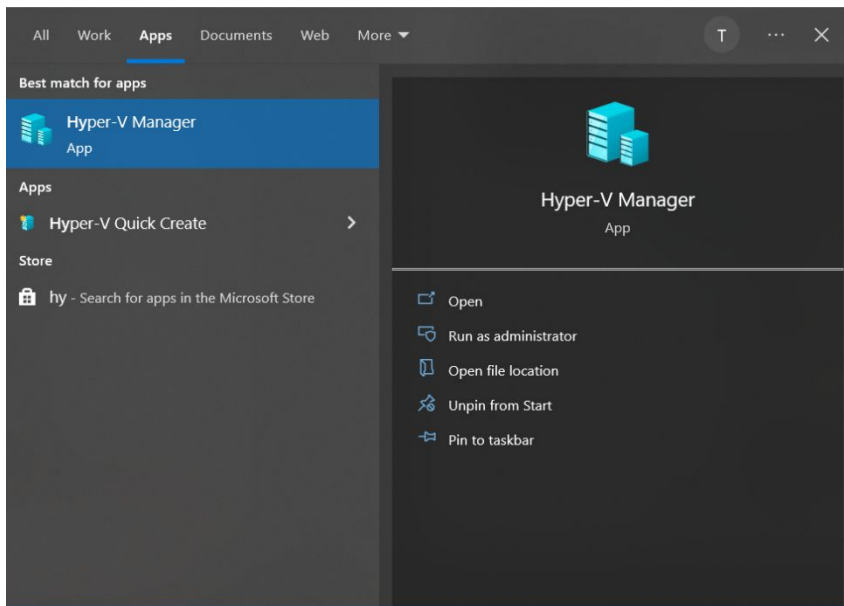 All Work Apps Documents Web More T ...
Best match for apps
Hyper-V Manager
App
Apps
Hyper-V Quick Create
Store
hy - Search for apps in the Microsoft Store
Hyper-V Manager
App
Open
Run as administrator
Open file location
Unpin from Start
Pin to taskbar